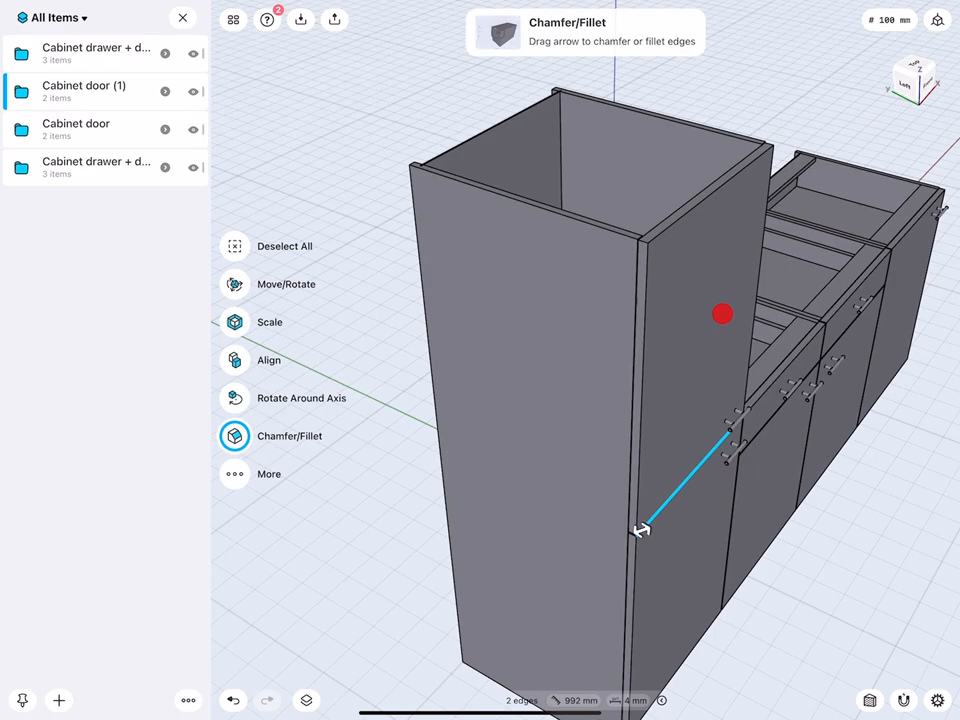 All Items
Cabinet drawer + d...
3 items
Cabinet door (1)
2 items
Cabinet door
2 items
Cabinet drawer + d...
3 items
2
Chamfer/Fillet
Drag arrow to chamfer or fillet edges
# 100 mm
Top
Left
Z
X
Y
Deselect All
Move/Rotate
Scale
Align
Rotate Around Axis
Chamfer/Fillet
More
2 edges
992 mm
4 mm